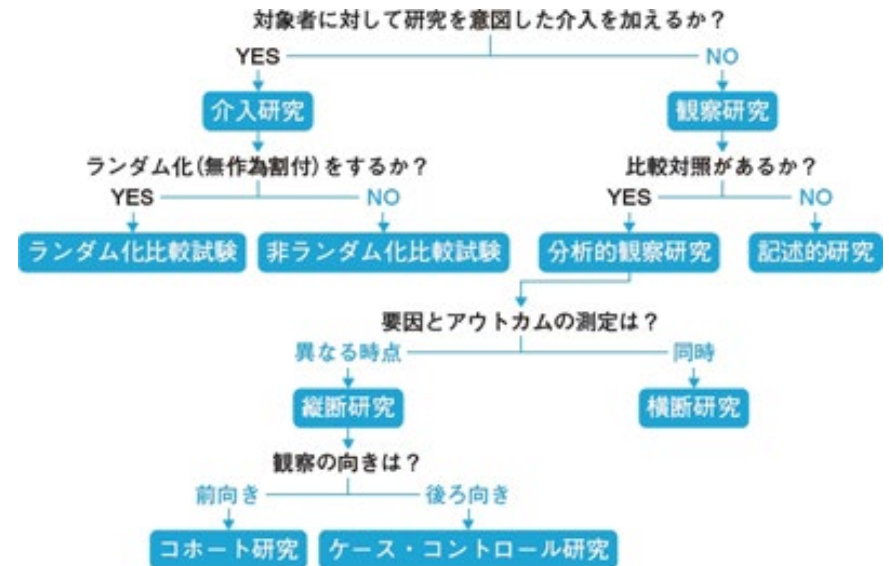 対象者に対して研究を意図した介入を加えるか？
YES NO
介入研究 観察研究
ランダム化(無作為割付)をするか？ 比較対照があるか？
YES NO YES NO
ランダム化比較試験 非ランダム化比較試験 分析的観察研究 記述的研究
要因とアウトカムの測定は？
異なる時点 同時
縦断研究 横断研究
観察の向きは？
前向き 後ろ向き
コホート研究 ケース・コントロール研究